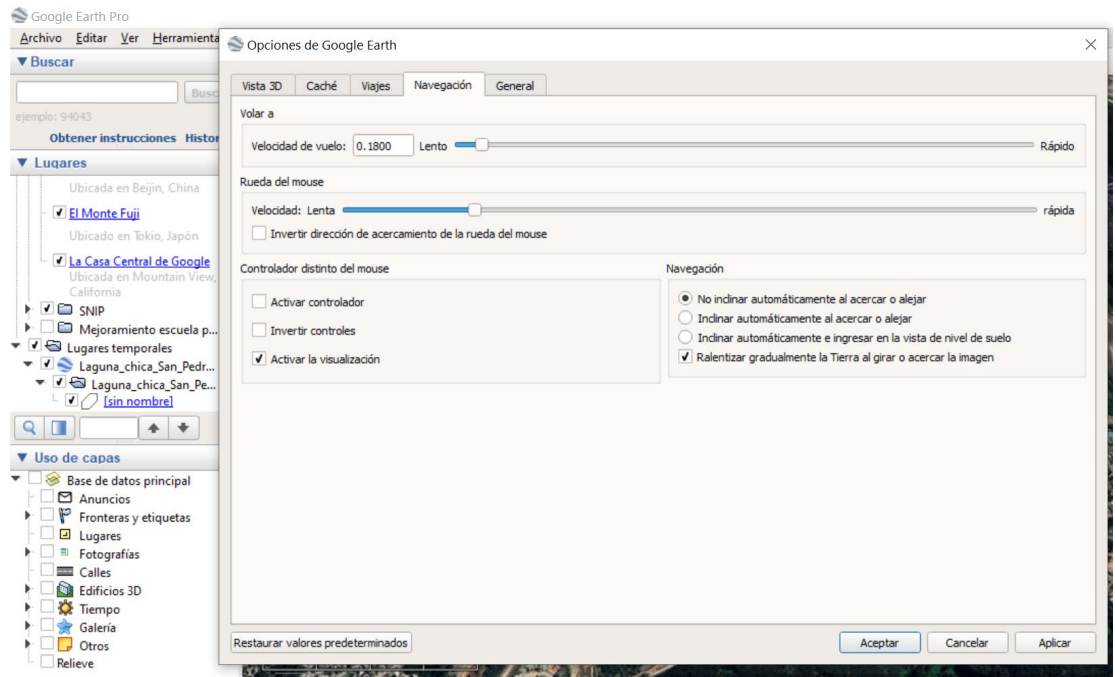 Google Earth Pro
Archivo Editar Ver Herramienta
Buscar
Busc
ejemplo: 94043
Obtener instrucciones Histor
Lugares
Ubicada en Beijin, China
El Monte Fuji
Ubicado en Tokio, Japón
La Casa Central de Google
Ubicada en Mountain View,
California
SNIP
Mejoramiento escuela p...
Lugares temporales
Laguna_chica_San_Pedr...
Laguna_chica_San_Pe...
[sin nombre]
Uso de capas
Base de datos principal
Anuncios
Fronteras y etiquetas
Lugares
Fotografías
Calles
Edificios 3D
Tiempo
Galería
Otros
Relieve
Opciones de Google Earth
Vista 3D Caché Viajes Navegación General
Volar a
Velocidad de vuelo: 0.1800 Lento Rápido
Rueda del mouse
Velocidad: Lenta rápida
Invertir dirección de acercamiento de la rueda del mouse
Controlador distinto del mouse
Activar controlador
Invertir controles
Activar la visualización
Navegación
No inclinar automáticamente al acercar o alejar
Inclinar automáticamente al acercar o alejar
Inclinar automáticamente e ingresar en la vista de nivel de suelo
Ralentizar gradualmente la Tierra al girar o acercar la imagen
Restaurar valores predeterminados Aceptar Cancelar Aplicar